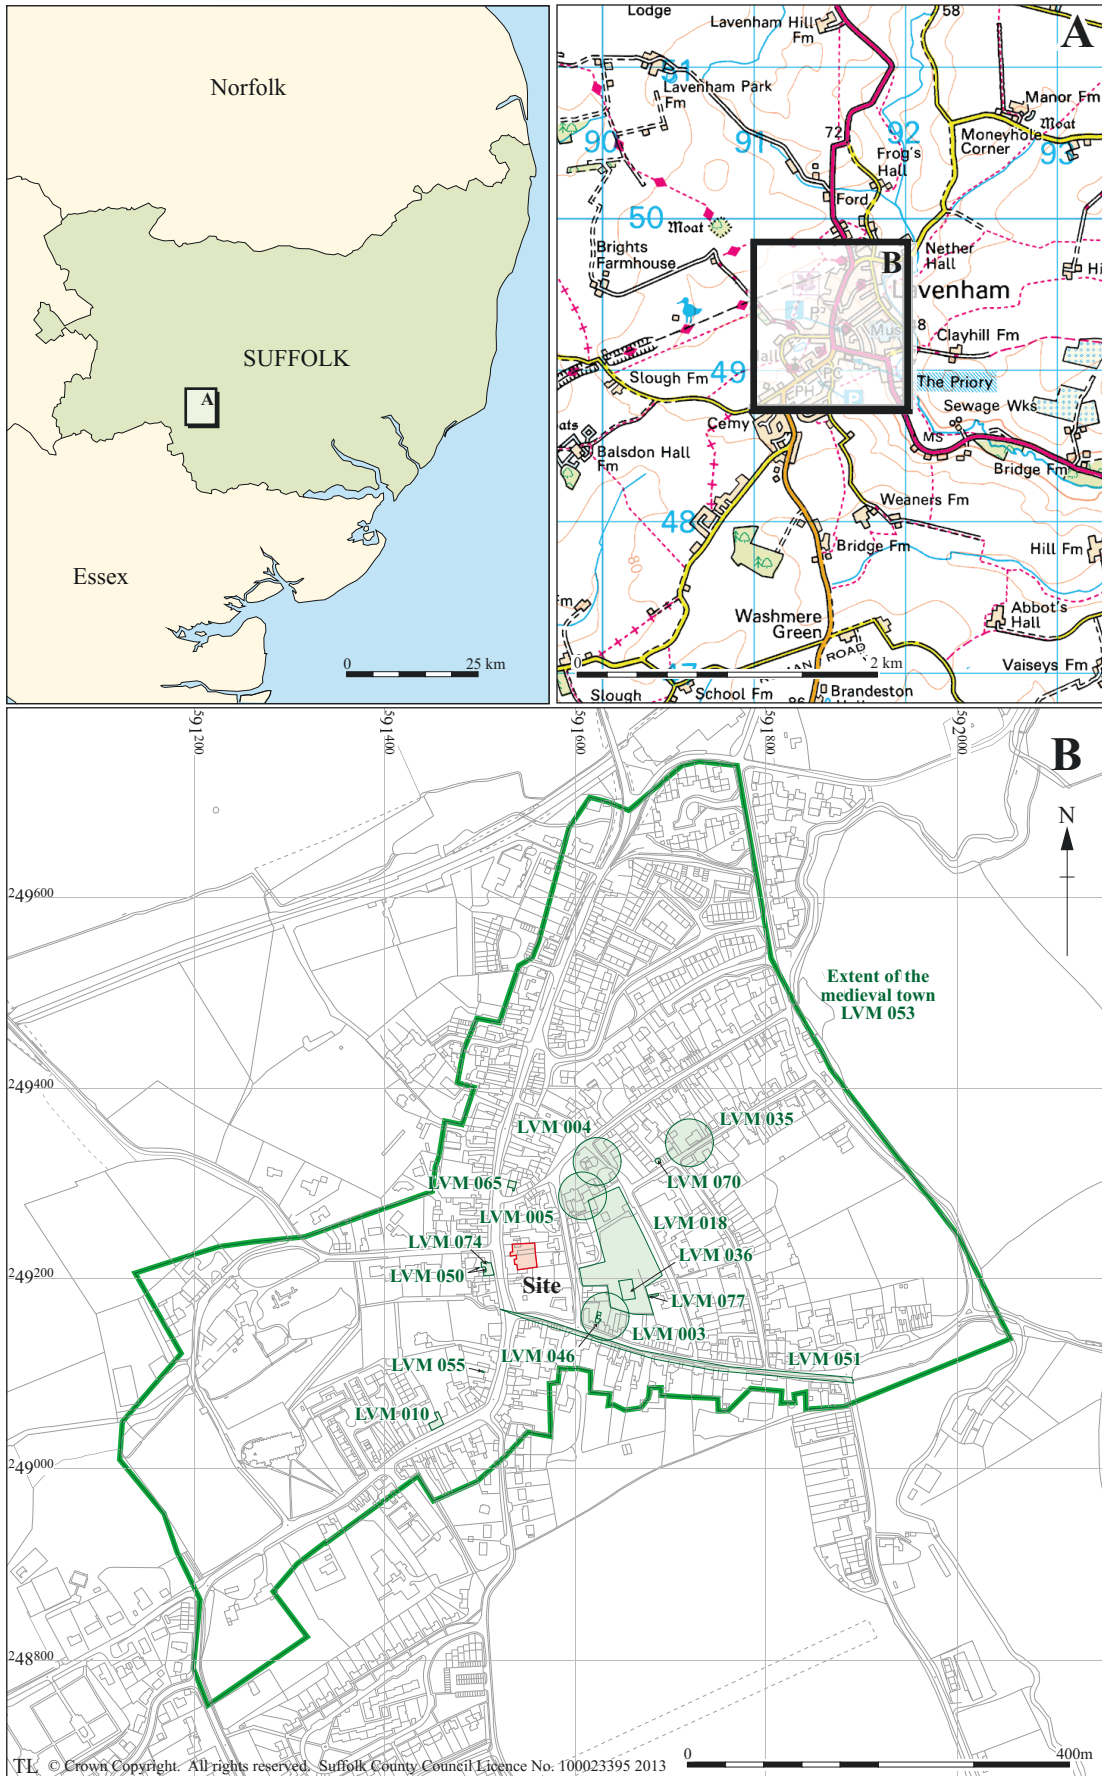 Norfolk
SUFFOLK
A
Essex
0
25 km
A
Lodge
Lavenham Hill
Fm
58
51
Lavenham Park
Fm
Manor Fm
Moat
90
91
72
92
Moneyhole
Corner
93
Frog's
Hall
Ford
50
Moat
Brights
Farmhouse
B
Nether
Hall
Lavenham
Mus
8
Clayhill Fm
49
Slough Fm
PC
PH
P
The Priory
Sewage Wks
Cemy
MS
Balsdon Hall
Fm
Bridge Fm
Weaners Fm
48
Bridge Fm
Hill Fm
80
Abbot's
Hall
Washmere
Green
ROAD
Vaiseys Fm
0
2 km
Slough
School Fm
Brandeston
B
591200
591400
591600
591800
592000
N
249600
249400
249200
249000
248800
Extent of the
medieval town
LVM 053
LVM 004
LVM 035
LVM 065
LVM 070
LVM 005
LVM 018
LVM 074
LVM 036
LVM 050
Site
LVM 077
LVM 003
LVM 046
LVM 055
LVM 051
LVM 010
TL © Crown Copyright. All rights reserved. Suffolk County Council Licence No. 100023395 2013
0
400m